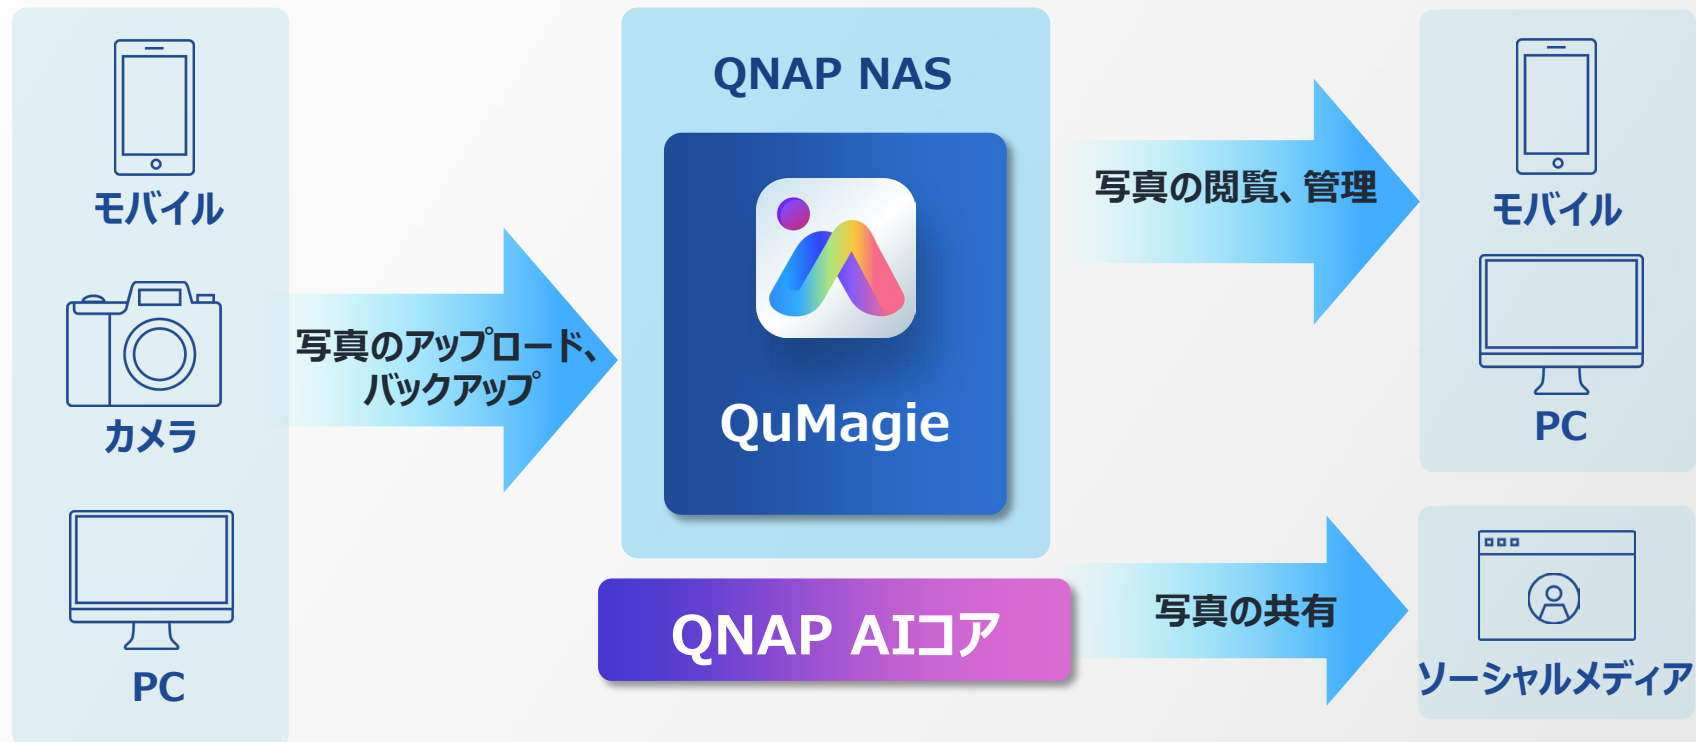 モバイル
カメラ
PC
写真のアップロード、
バックアップ
QNAP NAS
QuMagie
QNAP AIコア
写真の閲覧、管理
写真の共有
モバイル
PC
ソーシャルメディア